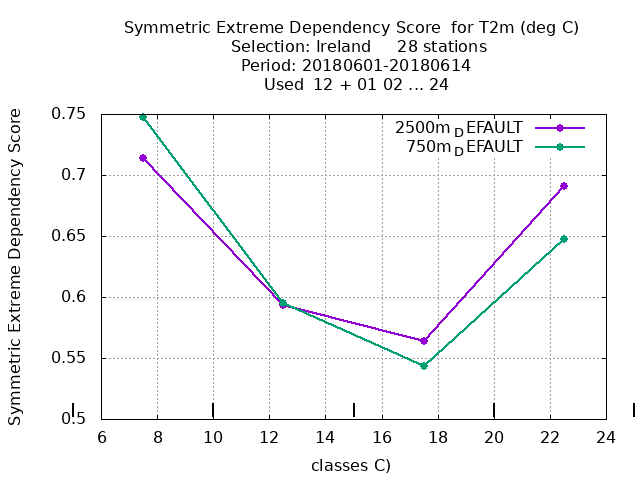 Symmetric Extreme Dependency Score  for T2m (deg C)
Selection: Ireland     28 stations
Period: 20180601-20180614
Used  12 + 01 02 ... 24
Symmetric Extreme Dependency Score
0.75
0.7
0.65
0.6
0.55
0.5
2500m_DEFAULT
750m_DEFAULT
6 8 10 12 14 16 18 20 22 24
classes C)